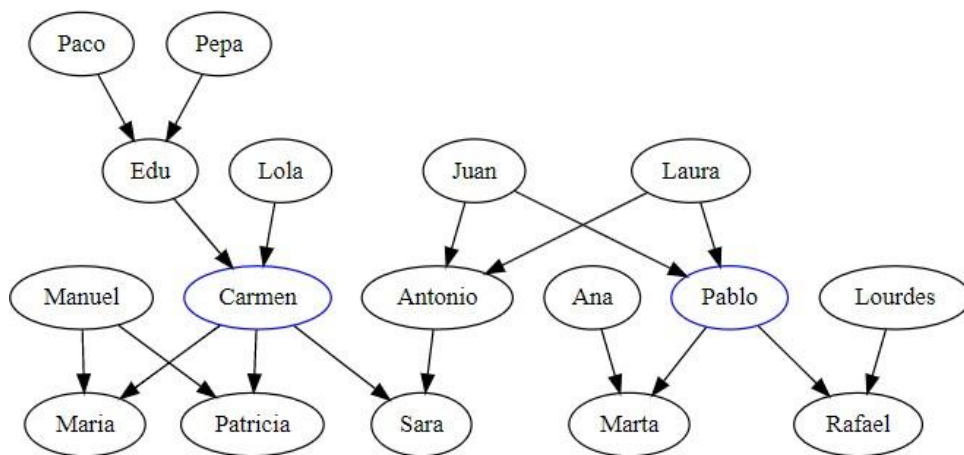 Paco
Pepa
Edu
Lola
Juan
Laura
Manuel
Carmen
Antonio
Ana
Pablo
Lourdes
Maria
Patricia
Sara
Marta
Rafael